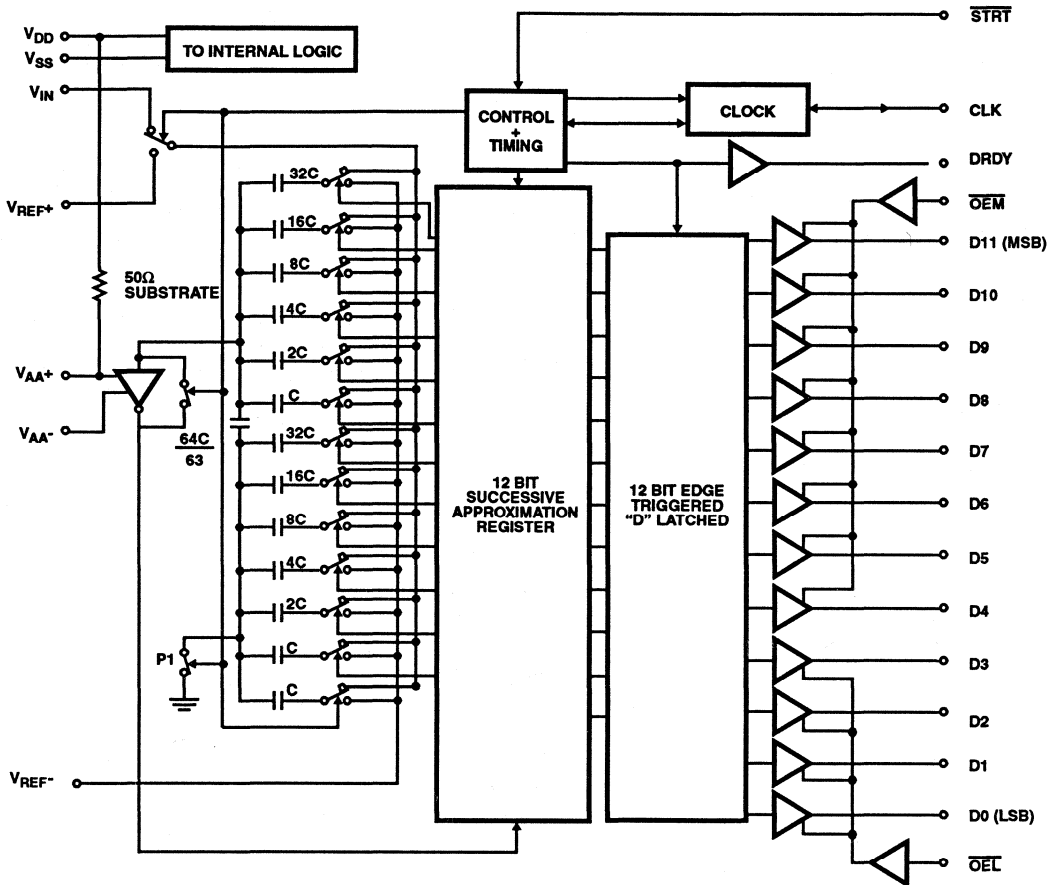 VDD
VSS
TO INTERNAL LOGIC
VIN
VREF+
50Ω
SUBSTRATE
VAA+
VAA-
64C
63
P1
VREF-
32C
16C
8C
4C
2C
C
32C
16C
8C
4C
2C
C
C
CONTROL
+
TIMING
CLOCK
12 BIT
SUCCESSIVE
APPROXIMATION
REGISTER
12 BIT EDGE
TRIGGERED
“D” LATCHED
STRT
CLK
DRDY
OEM
D11 (MSB)
D10
D9
D8
D7
D6
D5
D4
D3
D2
D1
D0 (LSB)
OEL